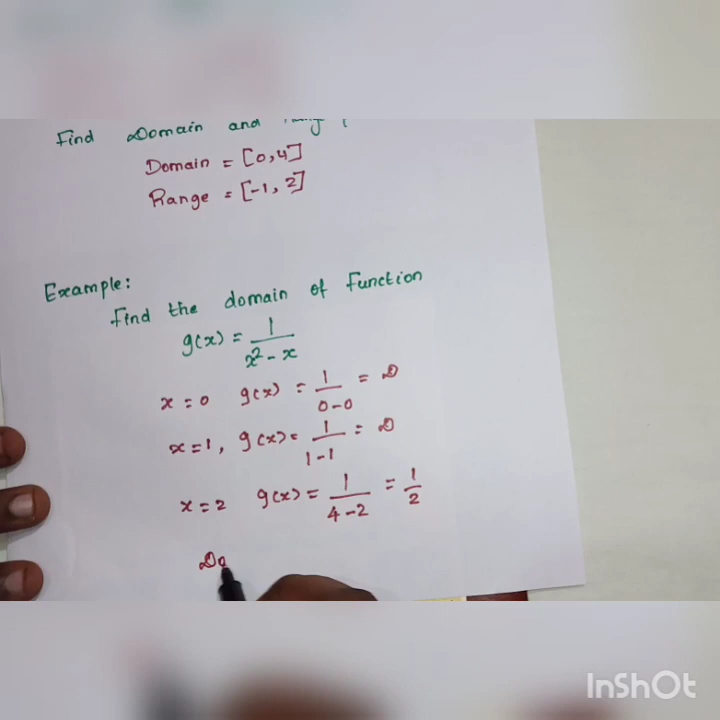 Find Domain and
Domain = [0,4]
Range = [-1, 2]
Example:
Find the domain of function
g(x) = 1/(x² - x)
x = 0 g(x) = 1/(0-0) = ∞
x = 1, g(x) = 1/(1-1) = ∞
x = 2 g(x) = 1/(4-2) = 1/2
Do
InShOt